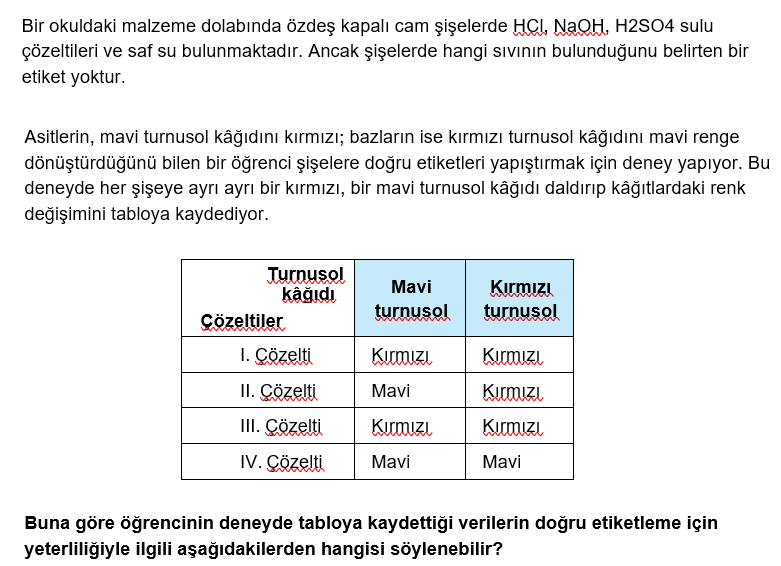 Bir okuldaki malzeme dolabında özdeş kapalı cam şişelerde HCl, NaOH, H2SO4 sulu
çözeltileri ve saf su bulunmaktadır. Ancak şişelerde hangi sıvının bulunduğunu belirten bir
etiket yoktur.
Asitlerin, mavi turnusol kâğıdını kırmızı; bazların ise kırmızı turnusol kâğıdını mavi renge
dönüştürdüğünü bilen bir öğrenci şişelere doğru etiketleri yapıştırmak için deney yapıyor. Bu
deneyde her şişeye ayrı ayrı bir kırmızı, bir mavi turnusol kâğıdı daldırıp kâğıtlardaki renk
değişimini tabloya kaydediyor.
Turnusol
kâğıdı
Çözeltiler
Mavi
turnusol
Kırmızı
turnusol
I. Çözelti Kırmızı Kırmızı
II. Çözelti Mavi Kırmızı
III. Çözelti Kırmızı Kırmızı
IV. Çözelti Mavi Mavi
Buna göre öğrencinin deneyde tabloya kaydettiği verilerin doğru etiketleme için
yeterliliğiyle ilgili aşağıdakilerden hangisi söylenebilir?